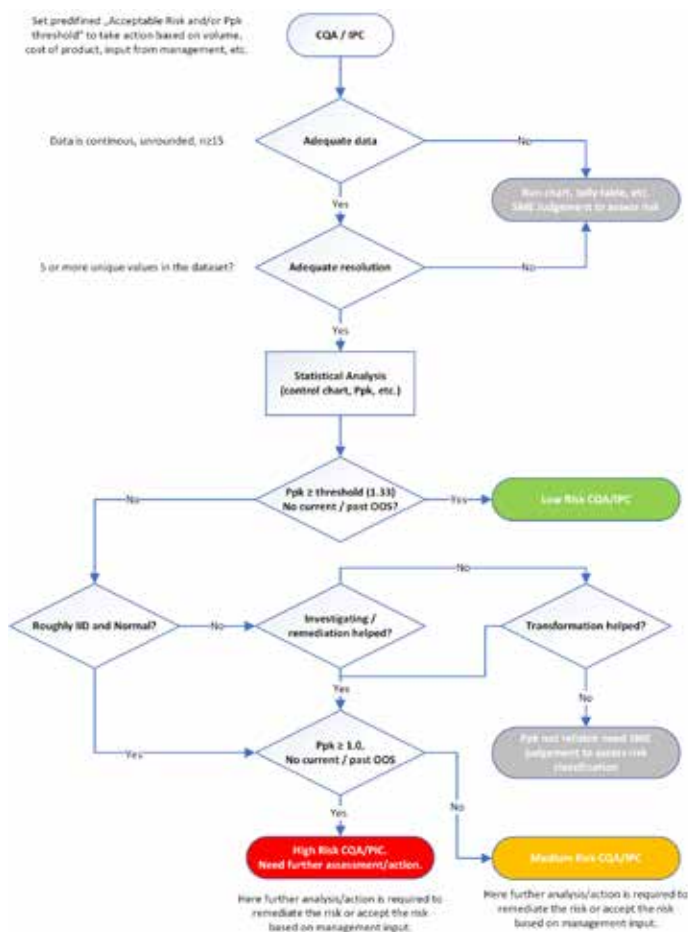 Set predifined „Acceptable Risk and/or Ppk
threshold" to take action based on volume,
cost of product, input from management, etc.
CQA / IPC
Data is continous, unrounded, n≥15
Adequate data
No
Run chart, tally table, etc.
SME Judgement to assess risk
Yes
5 or more unique values in the dataset?
Adequate resolution
No
Yes
Statistical Analysis
(control chart, Ppk, etc.)
Ppk ≥ threshold (1.33)
No current / past OOS?
No
Yes
Low Risk CQA/IPC
No
Roughly IID and Normal?
No
Investigating /
remediation helped?
Transformation helped?
Yes
No
Yes
Ppk ≥ 1.0,
No current / past OOS
Ppk not reliable need SME
judgement to assess risk
classification
Yes
No
High Risk CQA/PIC.
Need further assessment/action.
Medium Risk CQA/IPC
Here further analysis/action is required to
remediate the risk or accept the risk
based on management input.
Here further analysis/action is required to
remediate the risk or accept the risk
based on management input.